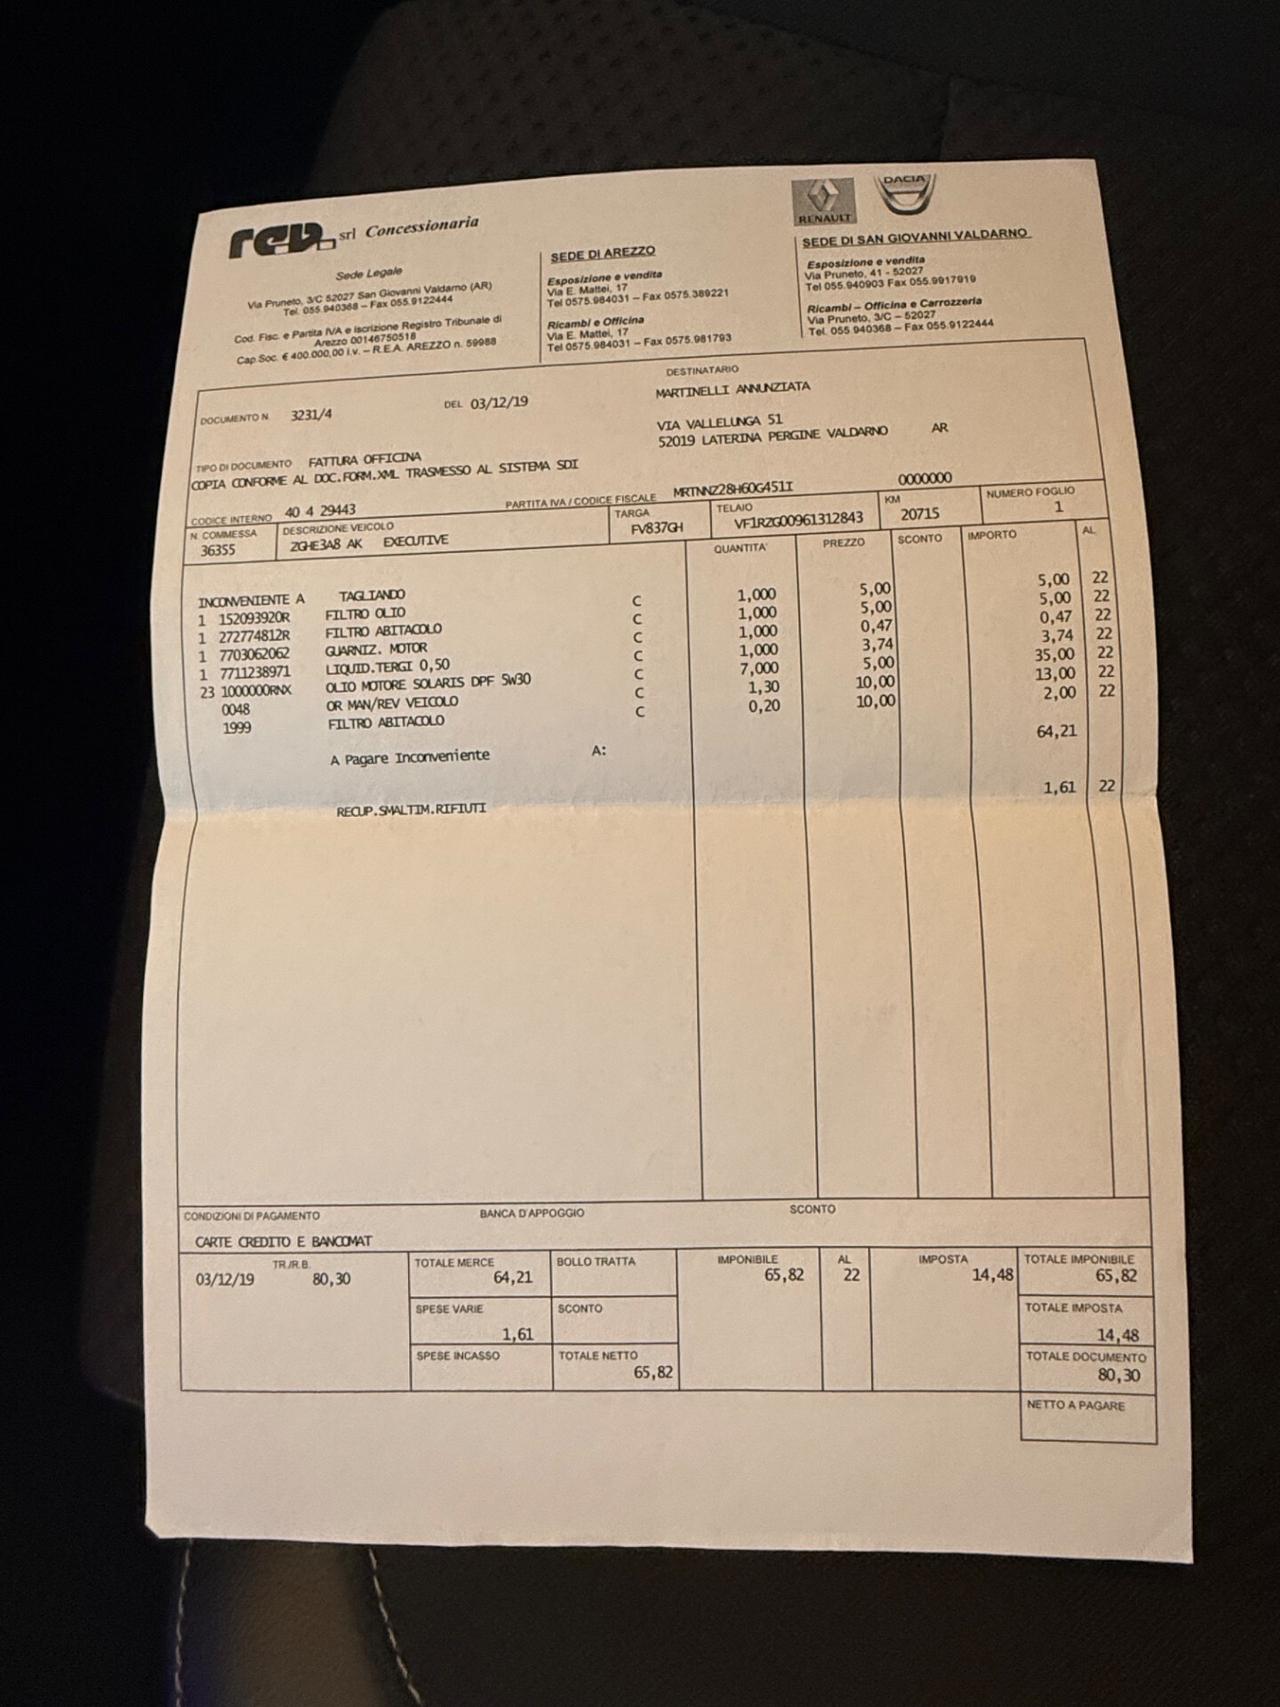 rev. srl Concessionaria
Sede Legale
Via Pruneto, 3/C 52027 San Giovanni Valdarno (AR)
Tel. 055.940368 – Fax 055.9122444
Cod. Fisc. e Partita IVA e Iscrizione Registro Tribunale di
Arezzo 00146750518
Cap.Soc. € 400.000,00 i.v. – R.E.A. AREZZO n. 59988
SEDE DI AREZZO
Esposizione e vendita
Via E. Mattei, 17
Tel 0575.984031 – Fax 0575.389221
Ricambi e Officina
Via E. Mattei, 17
Tel 0575.984031 – Fax 0575.981793
RENAULT
DACIA
SEDE DI SAN GIOVANNI VALDARNO
Esposizione e vendita
Via Pruneto, 41 - 52027
Tel 055.940903 Fax 055.9917919
Ricambi – Officina e Carrozzeria
Via Pruneto, 3/C – 52027
Tel. 055.940368 – Fax 055.9122444
DESTINATARIO
DOCUMENTO N. 3231/4 DEL 03/12/19
MARTINELLI ANNUNZIATA
VIA VALLELUNGA 51
52019 LATERINA PERGINE VALDARNO AR
TIPO DI DOCUMENTO FATTURA OFFICINA
COPIA CONFORME AL DOC.FORM.XML TRASMESSO AL SISTEMA SDI
CODICE INTERNO 40 4 29443 PARTITA IVA / CODICE FISCALE MRTNNZ28H60G451I 0000000
N. COMMESSA DESCRIZIONE VEICOLO TARGA TELAIO KM NUMERO FOGLIO
36355 ZGHE3A8 AK EXECUTIVE FV837GH VF1RZG00961312843 20715 1
QUANTITA' PREZZO SCONTO IMPORTO AL
INCONVENIENTE A TAGLIANDO
1 152093920R FILTRO OLIO C 1,000 5,00 5,00 22
1 272774812R FILTRO ABITACOLO C 1,000 5,00 5,00 22
1 7703062062 GUARNIZ. MOTOR C 1,000 0,47 0,47 22
1 7711238971 LIQUID.TERGI 0,50 C 1,000 3,74 3,74 22
23 1000000RNX OLIO MOTORE SOLARIS DPF 5W30 C 7,000 5,00 35,00 22
0048 OR MAN/REV VEICOLO C 1,30 10,00 13,00 22
1999 FILTRO ABITACOLO C 0,20 10,00 2,00 22
A Pagare Inconveniente A: 64,21
RECUP.SMALTIM.RIFIUTI 1,61 22
CONDIZIONI DI PAGAMENTO BANCA D'APPOGGIO SCONTO
CARTE CREDITO E BANCOMAT
TR./R.B. TOTALE MERCE BOLLO TRATTA IMPONIBILE AL IMPOSTA TOTALE IMPONIBILE
03/12/19 80,30 64,21 65,82 22 14,48 65,82
SPESE VARIE SCONTO TOTALE IMPOSTA
1,61 14,48
SPESE INCASSO TOTALE NETTO TOTALE DOCUMENTO
65,82 80,30
NETTO A PAGARE